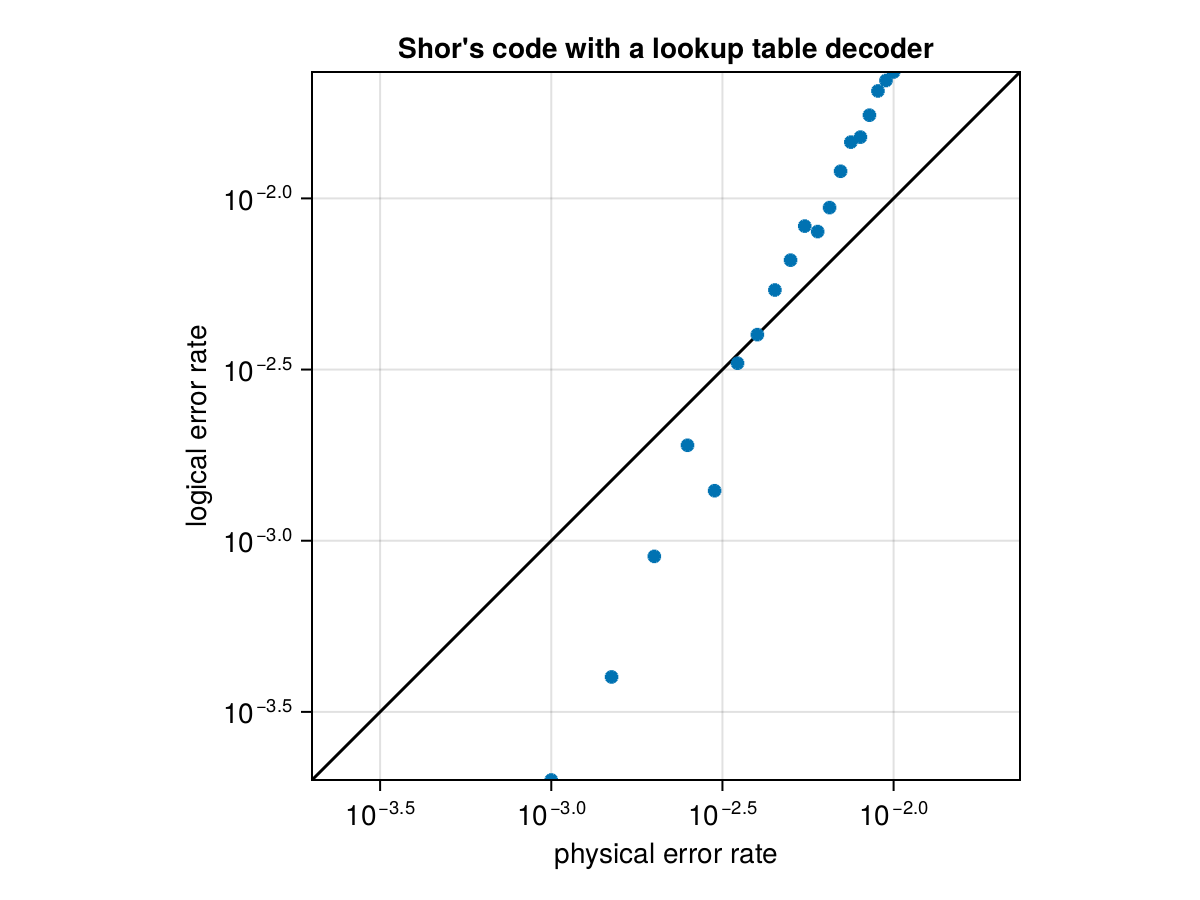 Shor's code with a lookup table decoder
logical error rate
10^−2.0
10^−2.5
10^−3.0
10^−3.5
10^−3.5 10^−3.0 10^−2.5 10^−2.0
physical error rate